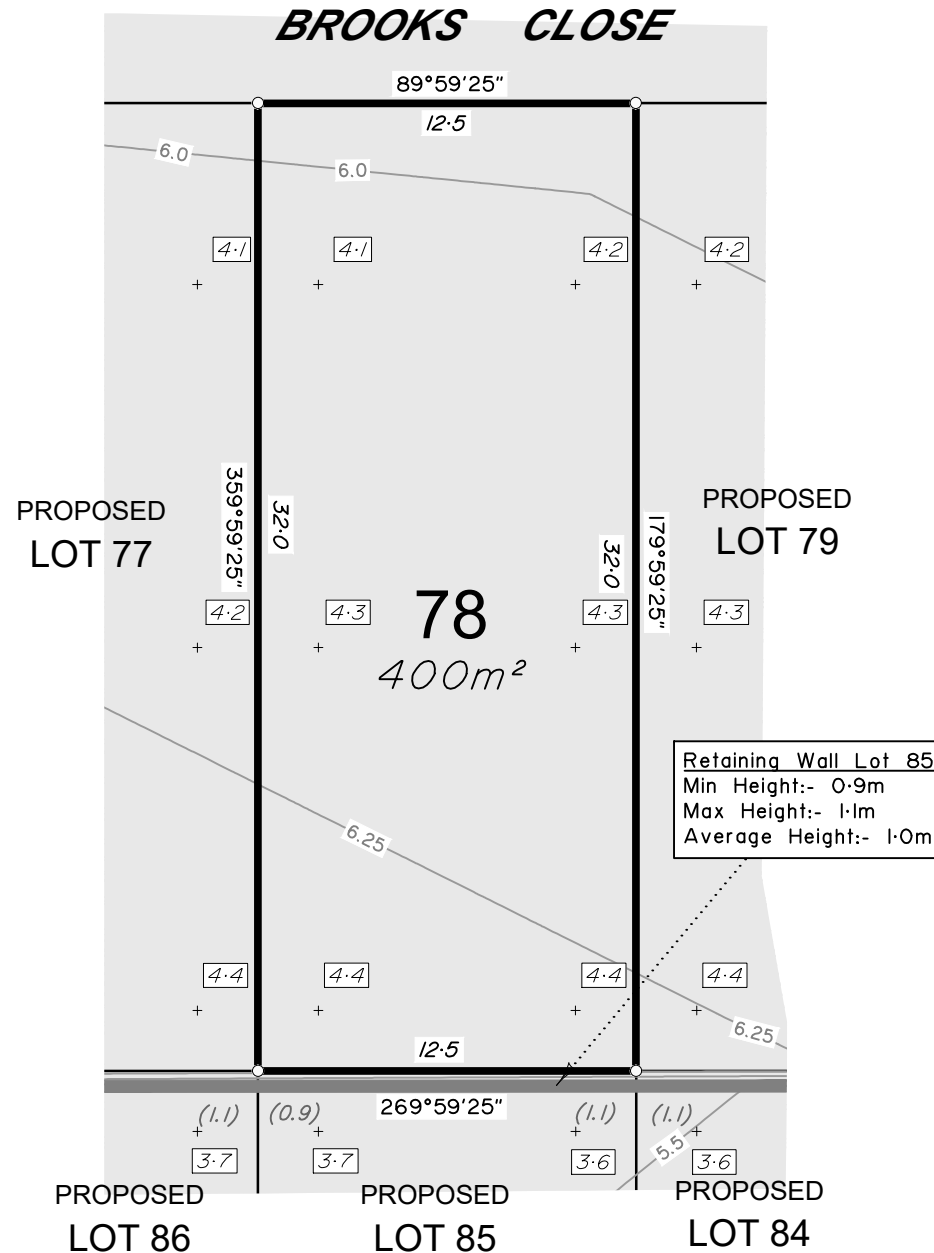 BROOKS CLOSE
89°59'25"
12·5
6.0
6.0
4·1
4·1
4·2
4·2
359°59'25"
32·0
32·0
179°59'25"
PROPOSED
LOT 77
PROPOSED
LOT 79
4·2
4·3
78
4·3
4·3
400m²
Retaining Wall Lot 85
Min Height:- 0·9m
Max Height:- 1·1m
Average Height:- 1·0m
6.25
4·4
4·4
4·4
4·4
6.25
12·5
269°59'25"
(1.1)
(0.9)
(1.1)
(1.1)
5.5
3·7
3·7
3·6
3·6
PROPOSED
LOT 86
PROPOSED
LOT 85
PROPOSED
LOT 84